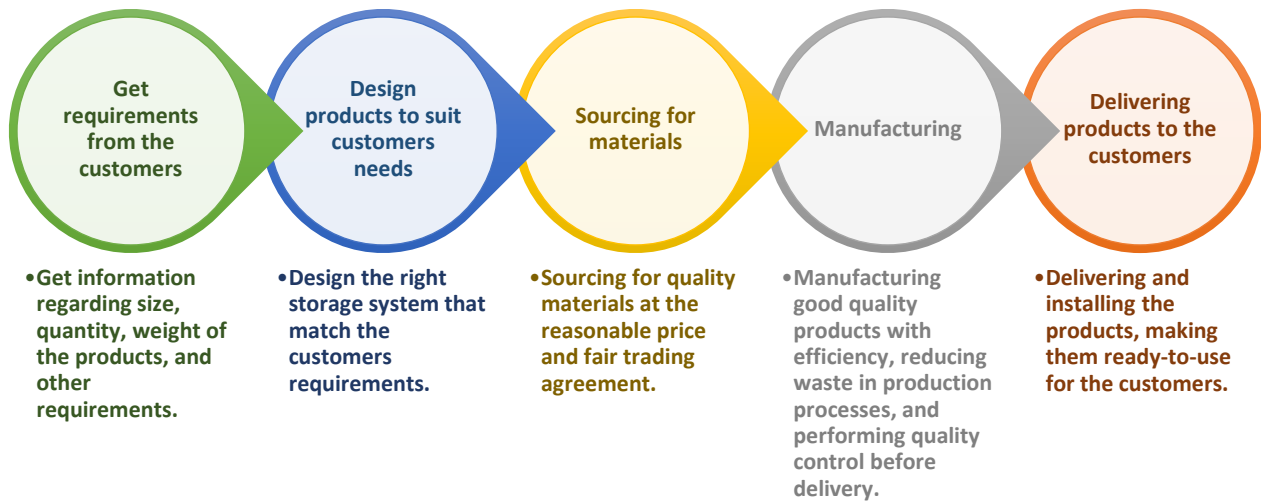 Get
requirements
from the
customers
Design
products to suit
customers
needs
Sourcing for
materials
Manufacturing
Delivering
products to the
customers
•Get information
regarding size,
quantity, weight of
the products, and
other
requirements.
•Design the right
storage system that
match the
customers
requirements.
•Sourcing for quality
materials at the
reasonable price
and fair trading
agreement.
•Manufacturing
good quality
products with
efficiency, reducing
waste in production
processes, and
performing quality
control before
delivery.
•Delivering and
installing the
products, making
them ready-to-use
for the customers.